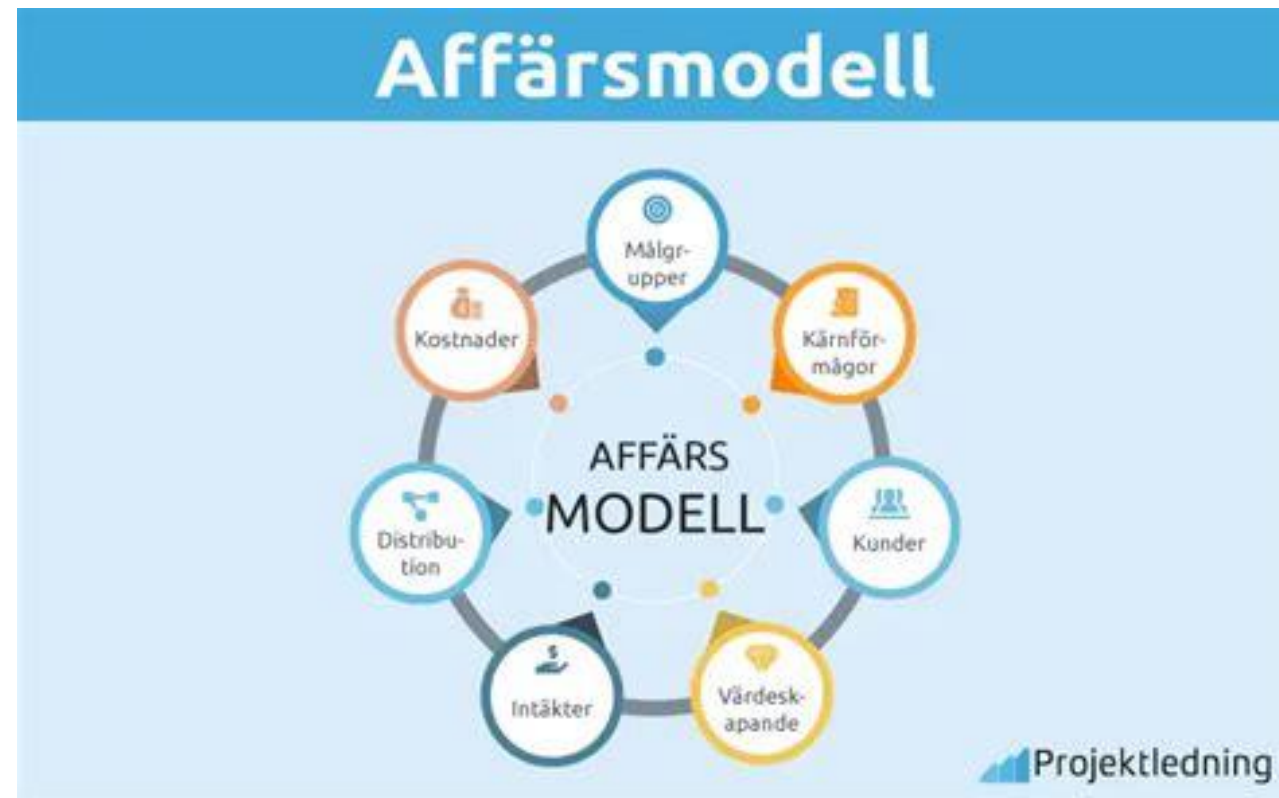 Affärsmodell
Målgr-
upper
Kärnför-
mågor
Kunder
Värdesk-
apande
Intäkter
Distribu-
tion
Kostnader
AFFÄRS
MODELL
Projektledning